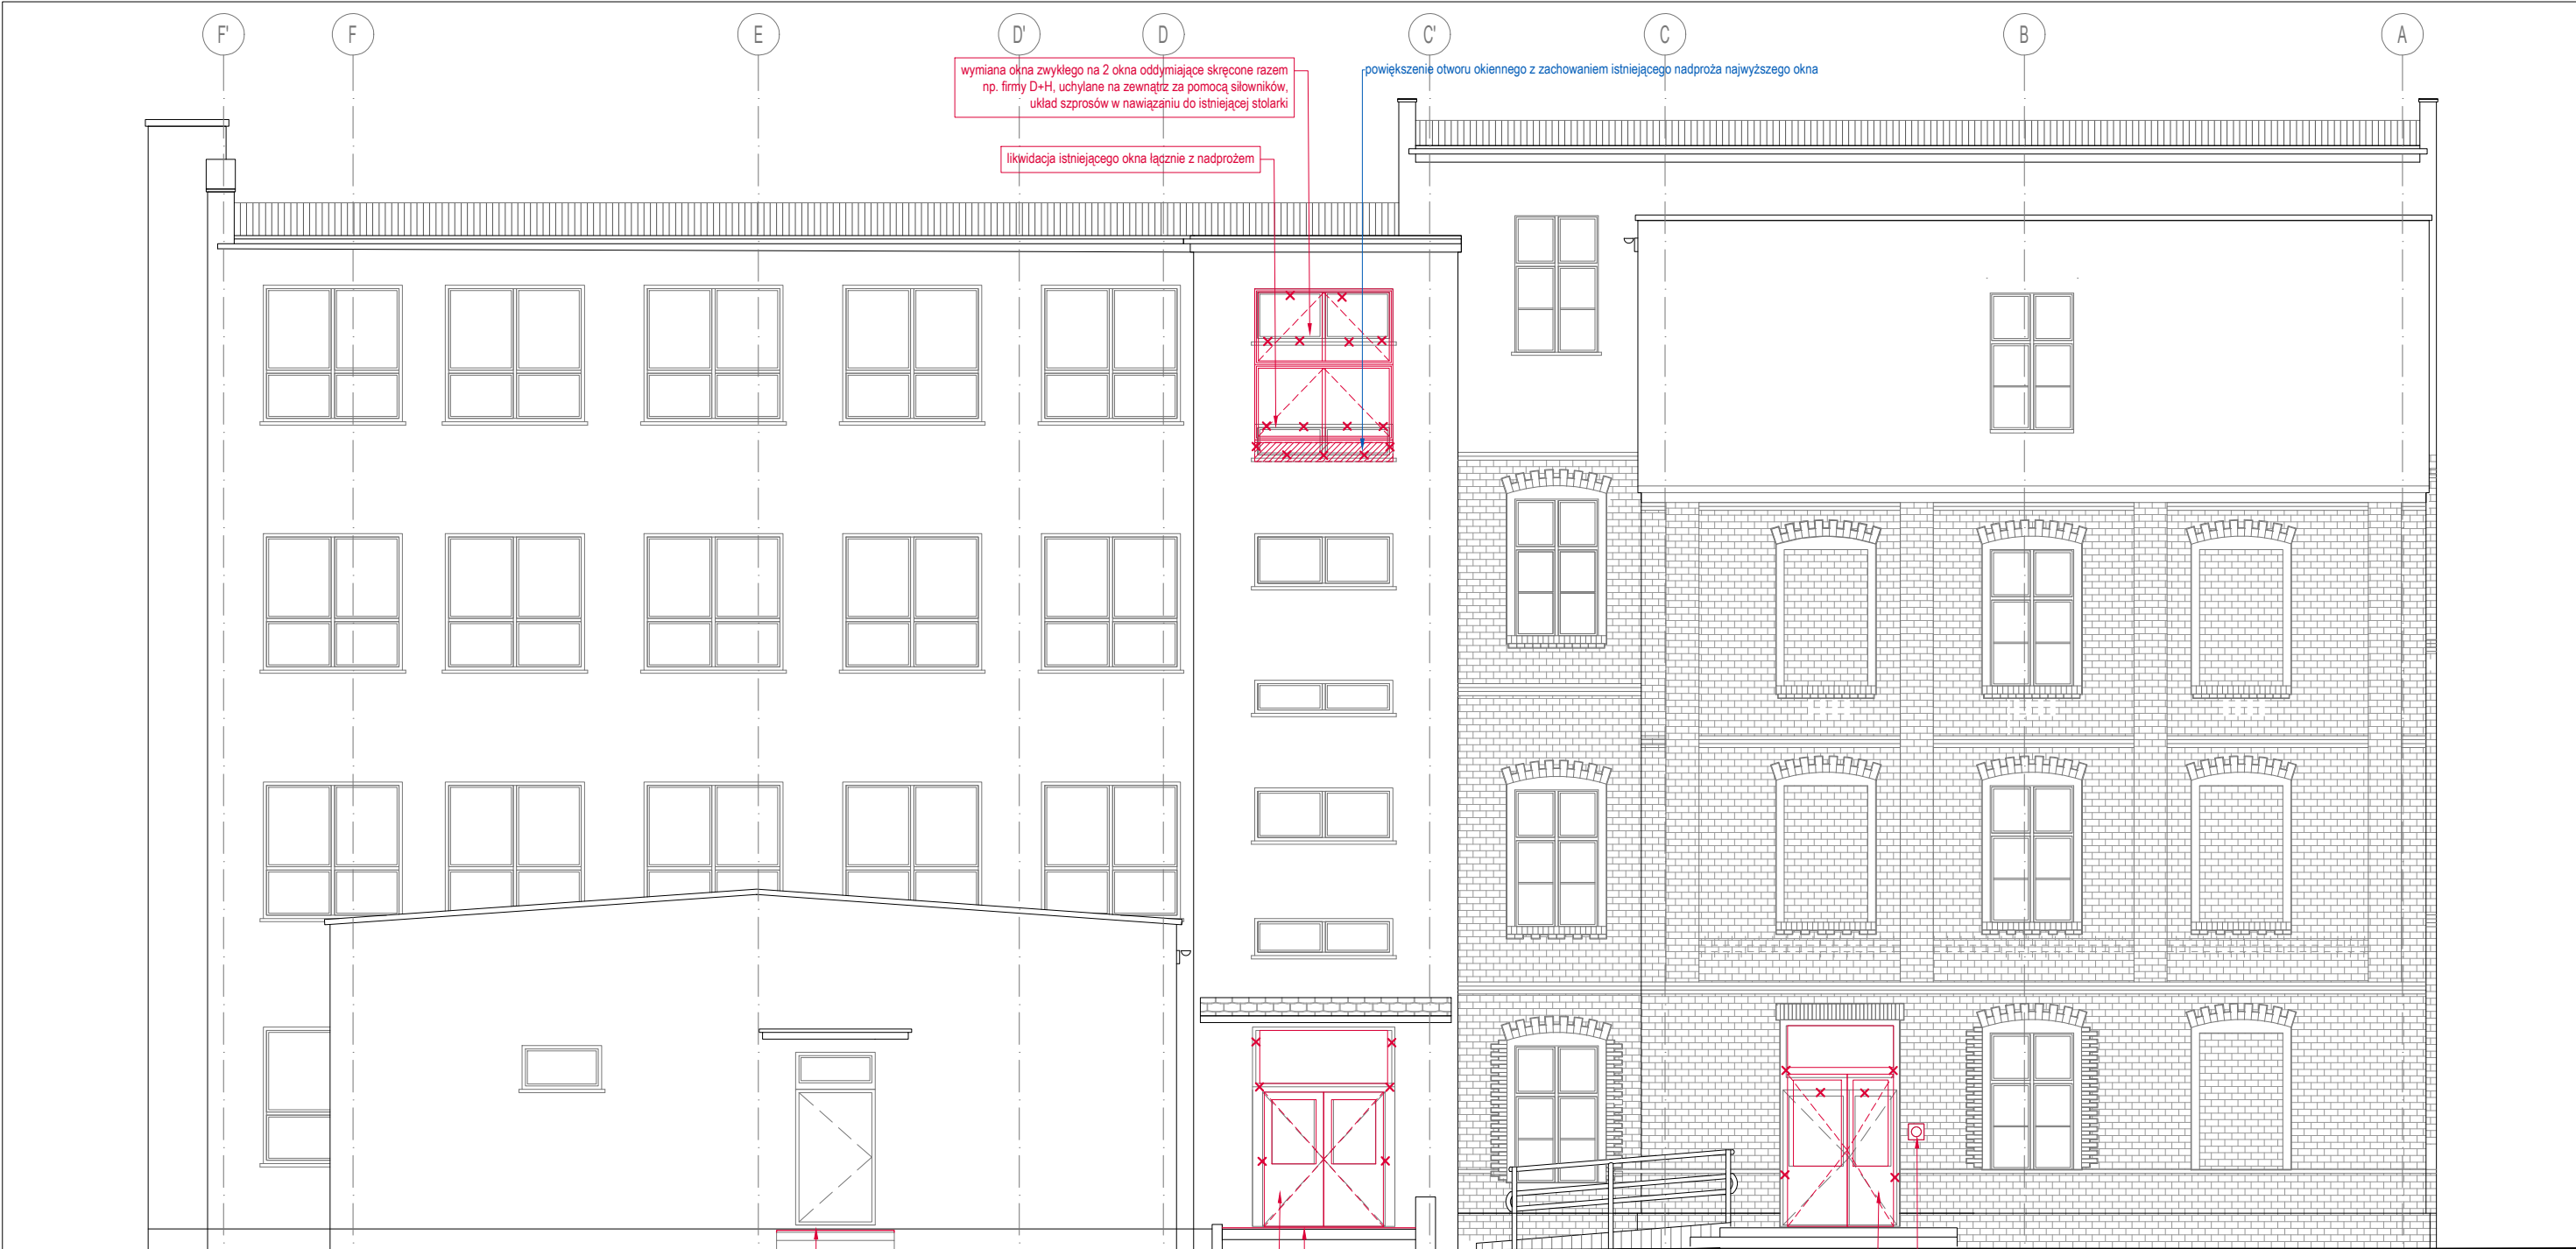 F' F E D' D C' C B A
wymiana okna zwykłego na 2 okna oddymiające skręcone razem
np. firmy D+H, uchylane na zewnątrz za pomocą siłowników,
układ szprosów w nawiązaniu do istniejącej stolarki
powiększenie otworu okiennego z zachowaniem istniejącego nadproża najwyższego okna
likwidacja istniejącego okna łącznie z nadprożem